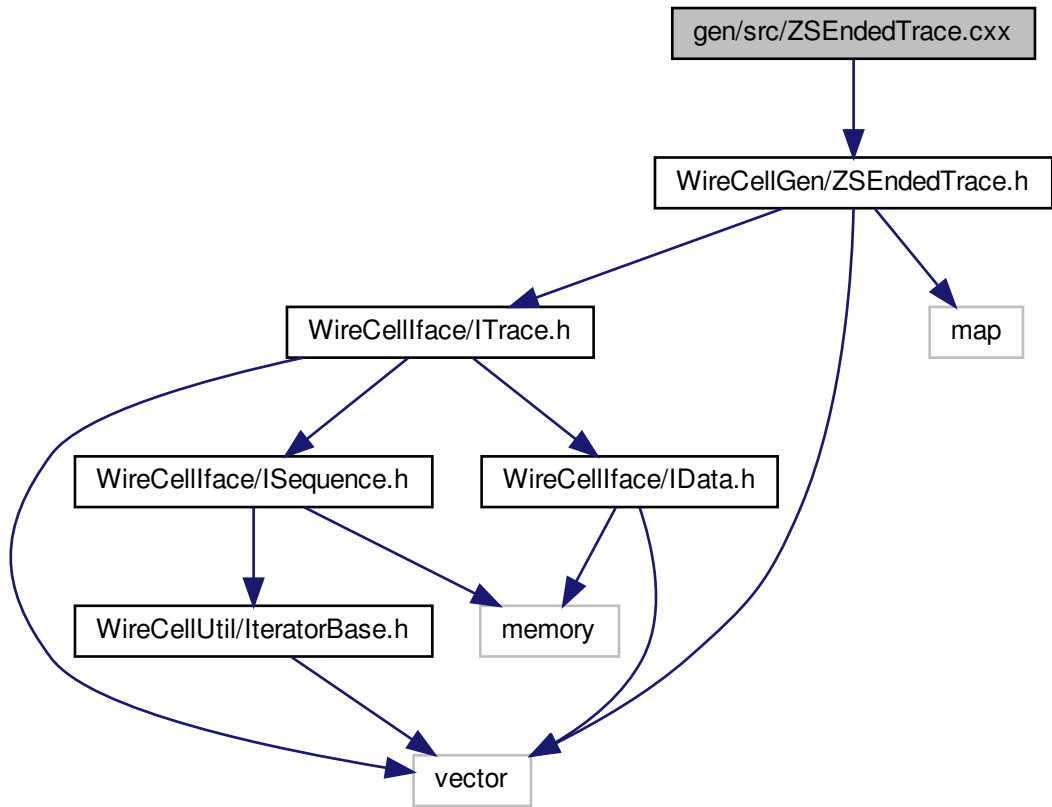 gen/src/ZSEndedTrace.cxx
WireCellGen/ZSEndedTrace.h
WireCellIface/ITrace.h
map
WireCellIface/ISequence.h
WireCellIface/IData.h
WireCellUtil/IteratorBase.h
memory
vector